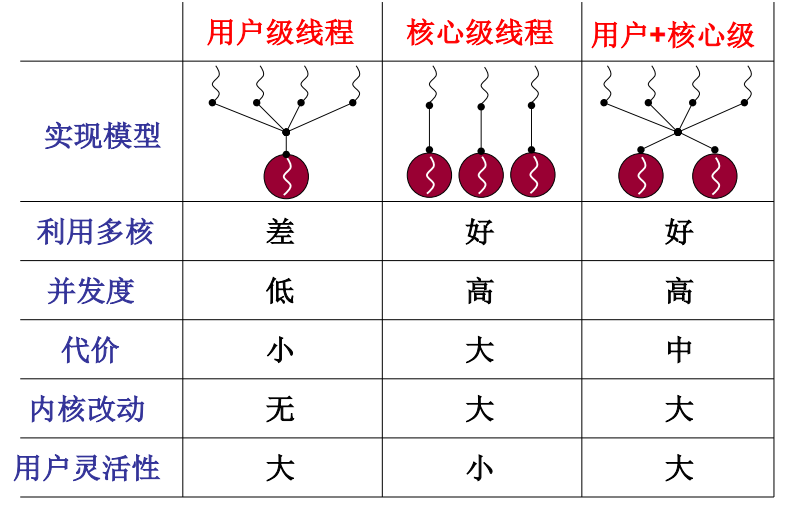 用户级线程 核心级线程 用户+核心级
实现模型
利用多核 差 好 好
并发度 低 高 高
代价 小 大 中
内核改动 无 大 大
用户灵活性 大 小 大